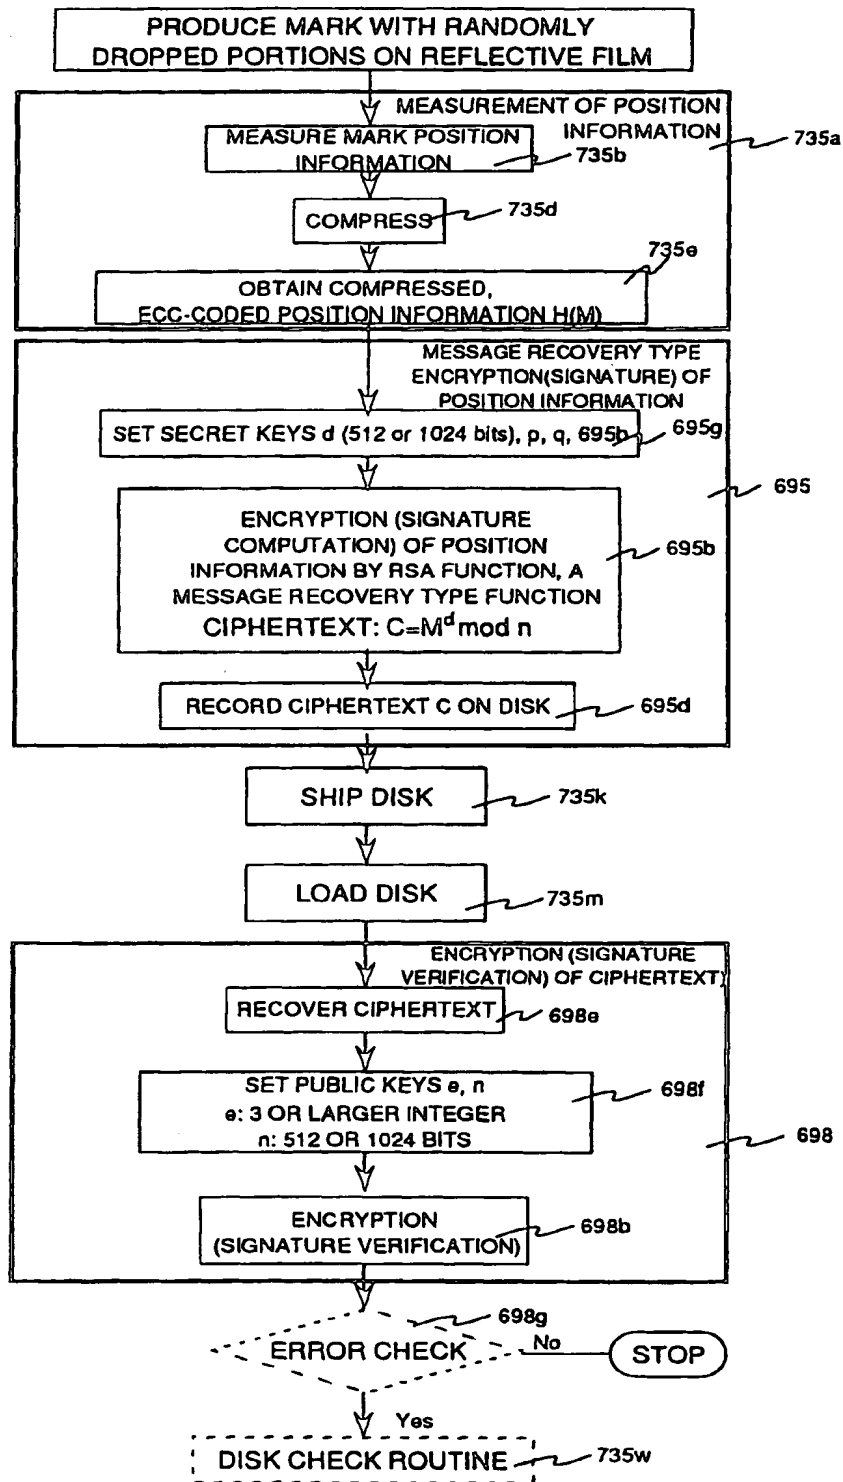 PRODUCE MARK WITH RANDOMLY
DROPPED PORTIONS ON REFLECTIVE FILM
MEASUREMENT OF POSITION
INFORMATION
735a
MEASURE MARK POSITION
INFORMATION
735b
COMPRESS
735d
735e
OBTAIN COMPRESSED,
ECC-CODED POSITION INFORMATION H(M)
MESSAGE RECOVERY TYPE
ENCRYPTION(SIGNATURE) OF
POSITION INFORMATION
SET SECRET KEYS d (512 or 1024 bits), p, q, 695b
695g
695
ENCRYPTION (SIGNATURE
COMPUTATION) OF POSITION
INFORMATION BY RSA FUNCTION, A
MESSAGE RECOVERY TYPE FUNCTION
CIPHERTEXT: C=M^d mod n
695b
RECORD CIPHERTEXT C ON DISK
695d
SHIP DISK
735k
LOAD DISK
735m
ENCRYPTION (SIGNATURE
VERIFICATION) OF CIPHERTEXT)
RECOVER CIPHERTEXT
698e
SET PUBLIC KEYS e, n
e: 3 OR LARGER INTEGER
n: 512 OR 1024 BITS
698f
698
ENCRYPTION
(SIGNATURE VERIFICATION)
698b
698g
ERROR CHECK
No
STOP
Yes
DISK CHECK ROUTINE
735w